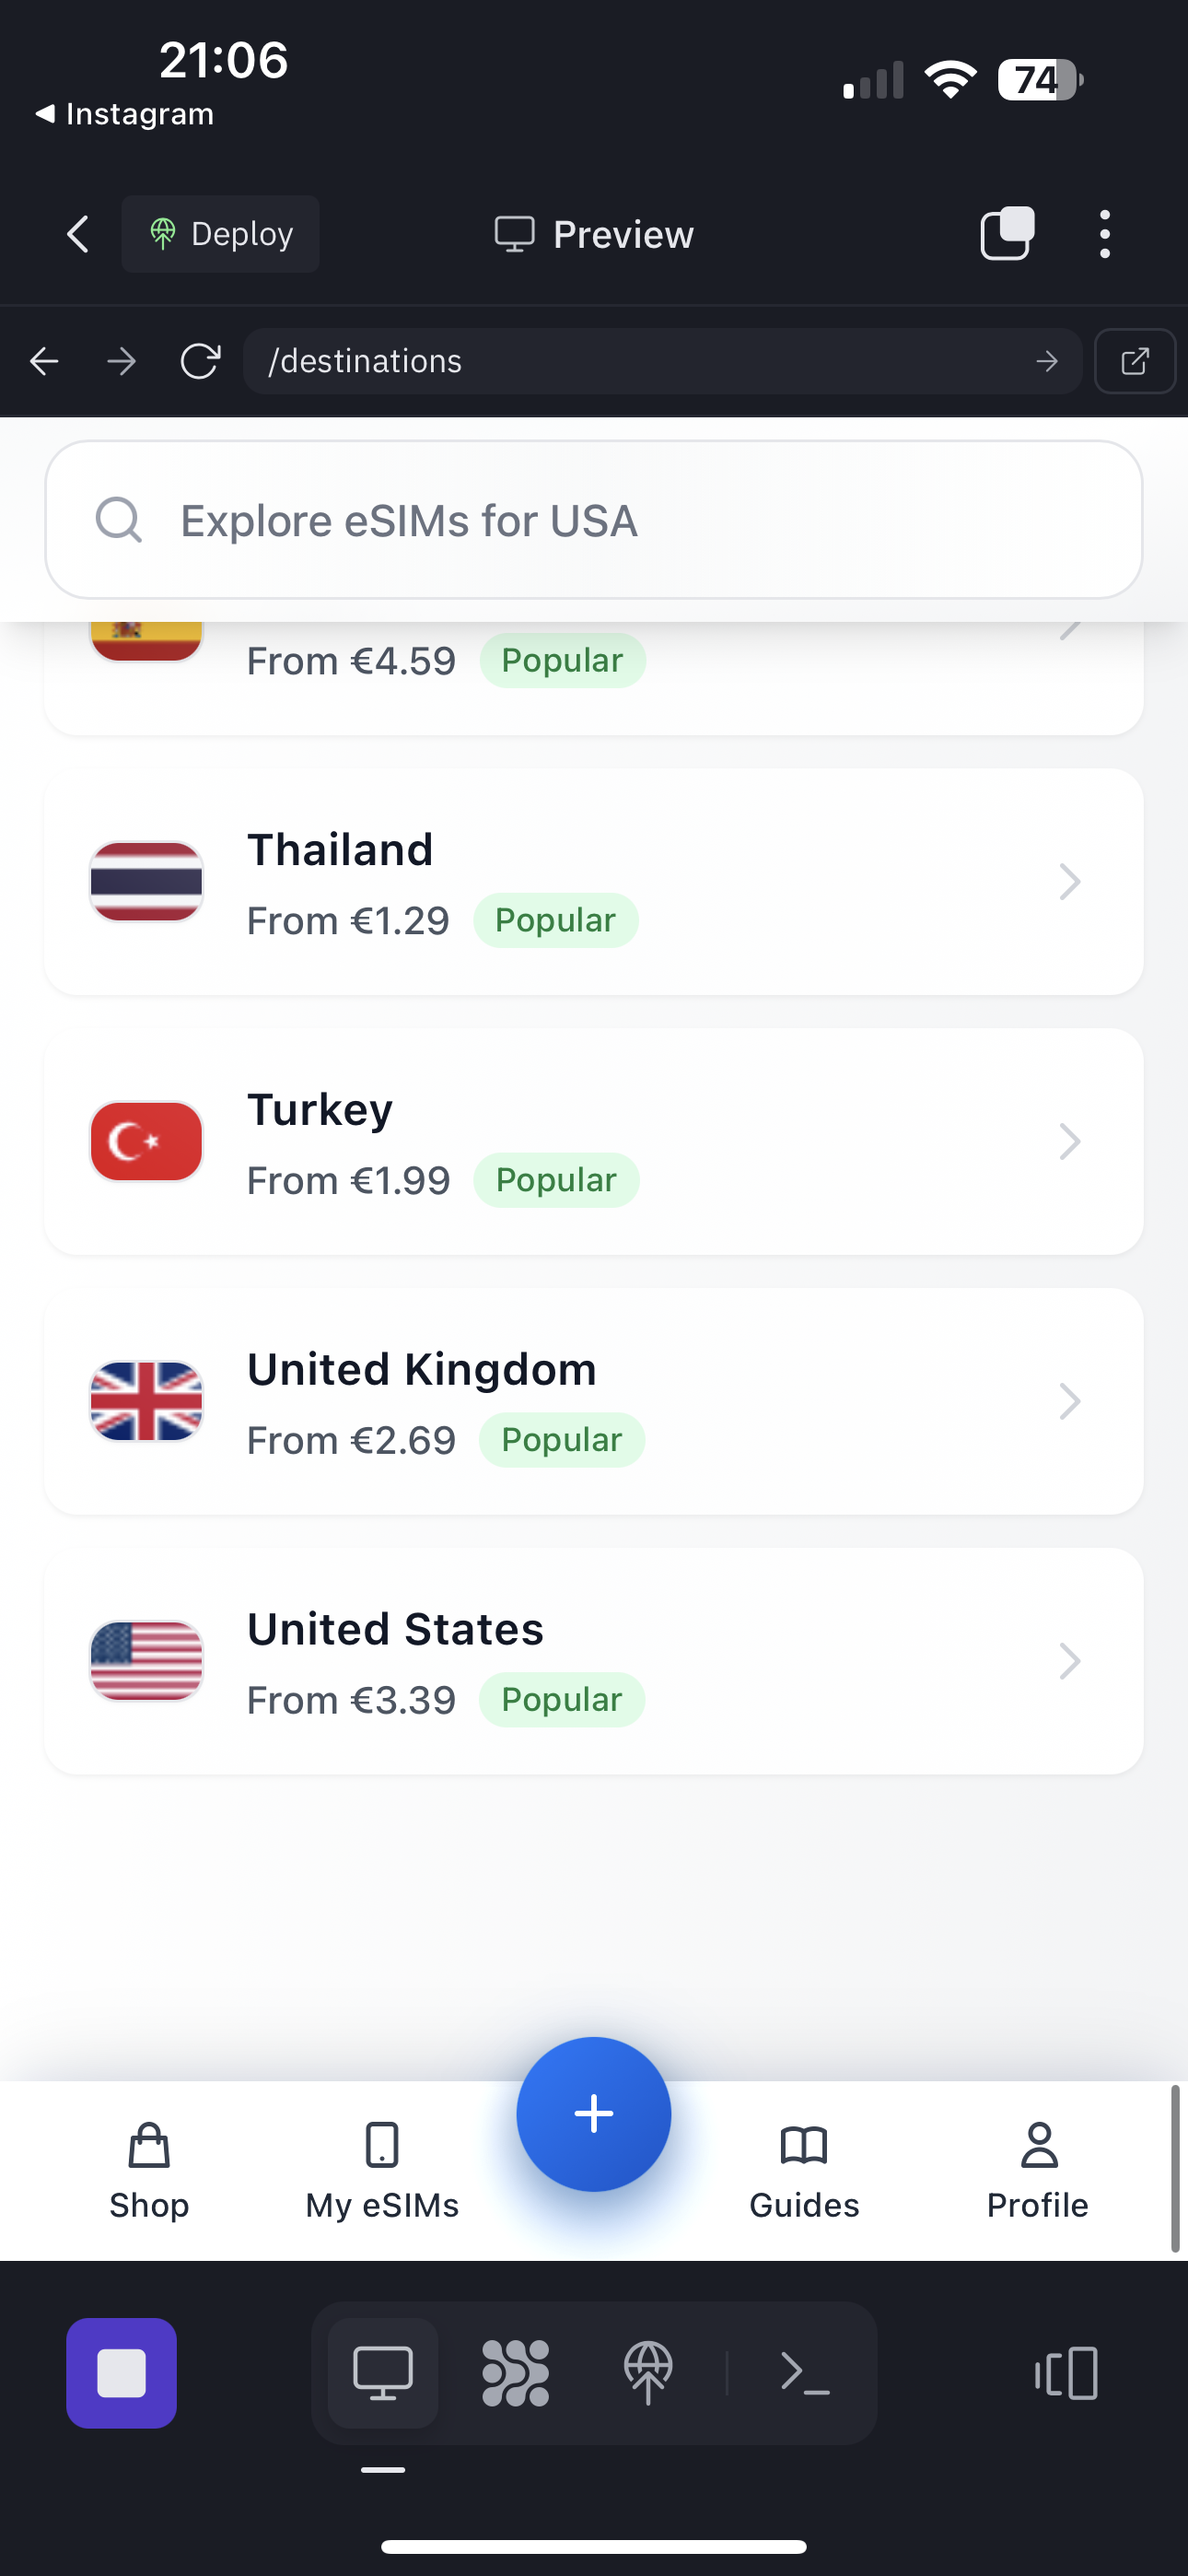 21:06
74
◀ Instagram
Deploy
Preview
/destinations
Explore eSIMs for USA
From €4.59 Popular
Thailand
From €1.29 Popular
Turkey
From €1.99 Popular
United Kingdom
From €2.69 Popular
United States
From €3.39 Popular
Shop
My eSIMs
Guides
Profile